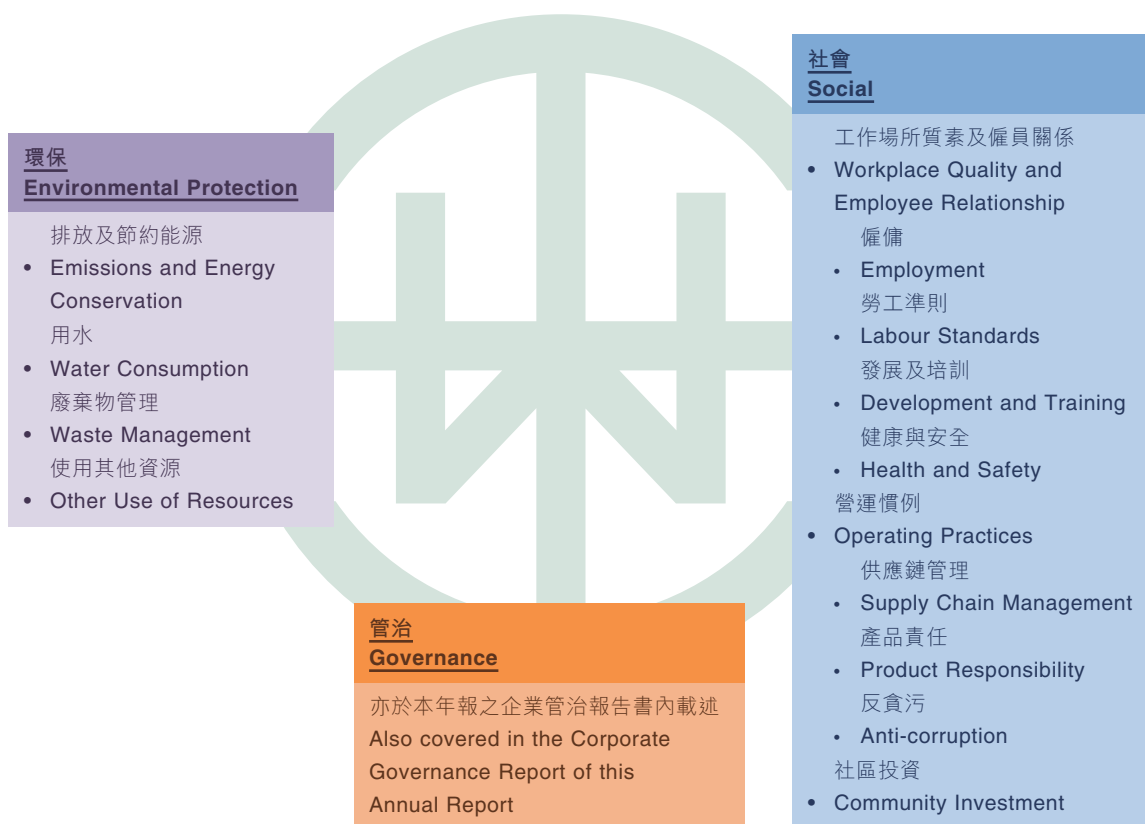 環保
Environmental Protection
排放及節約能源
• Emissions and Energy
Conservation
用水
• Water Consumption
廢棄物管理
• Waste Management
使用其他資源
• Other Use of Resources
管治
Governance
亦於本年報之企業管治報告書內載述
Also covered in the Corporate
Governance Report of this
Annual Report
社會
Social
工作場所質素及僱員關係
• Workplace Quality and
Employee Relationship
僱傭
• Employment
勞工準則
• Labour Standards
發展及培訓
• Development and Training
健康與安全
• Health and Safety
營運慣例
• Operating Practices
供應鏈管理
• Supply Chain Management
產品責任
• Product Responsibility
反貪污
• Anti-corruption
社區投資
• Community Investment